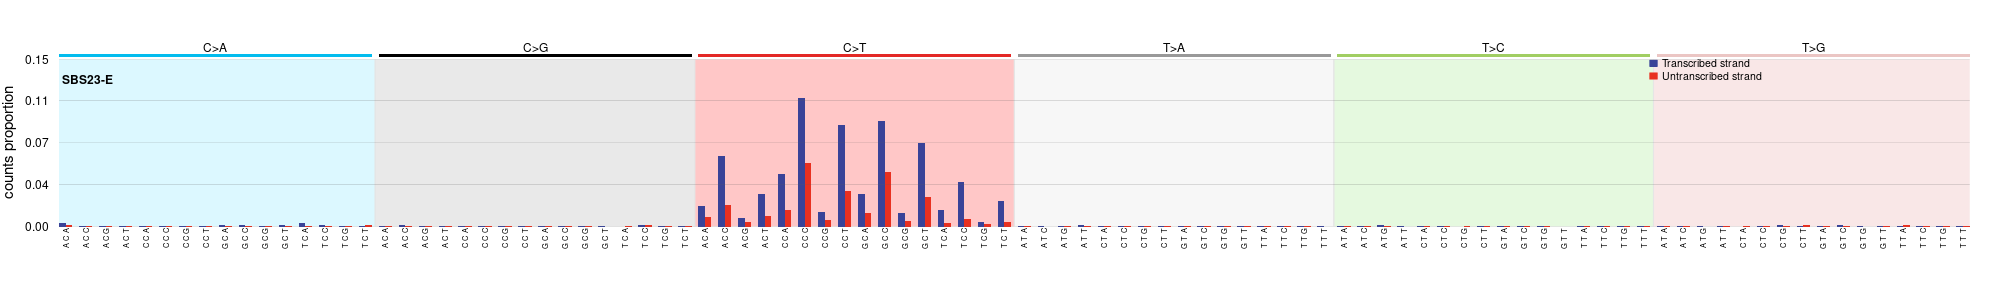 C>A C>G C>T T>A T>C T>G
0.15
SBS23-E
Transcribed strand
Untranscribed strand
0.11
counts proportion
0.07
0.04
0.00
ACA ACC ACG ACT CCA CCC CCG CCT GCA GCC GCG GCT TCA TCC TCG TCT ACA ACC ACG ACT CCA CCC CCG CCT GCA GCC GCG GCT TCA TCC TCG TCT ACA ACC ACG ACT CCA CCC CCG CCT GCA GCC GCG GCT TCA TCC TCG TCT ATA ATC ATG ATT CTA CTC CTG CTT GTA GTC GTG GTT TTA TTC TTG TTT ATA ATC ATG ATT CTA CTC CTG CTT GTA GTC GTG GTT TTA TTC TTG TTT ATA ATC ATG ATT CTA CTC CTG CTT GTA GTC GTG GTT TTA TTC TTG TTT